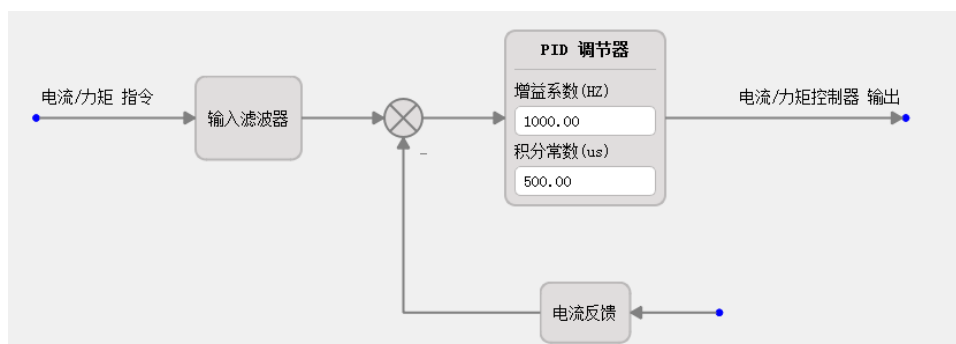 PID 调节器
电流/力矩 指令
输入滤波器
增益系数(HZ)
1000.00
积分常数(us)
500.00
电流/力矩控制器 输出
－
电流反馈